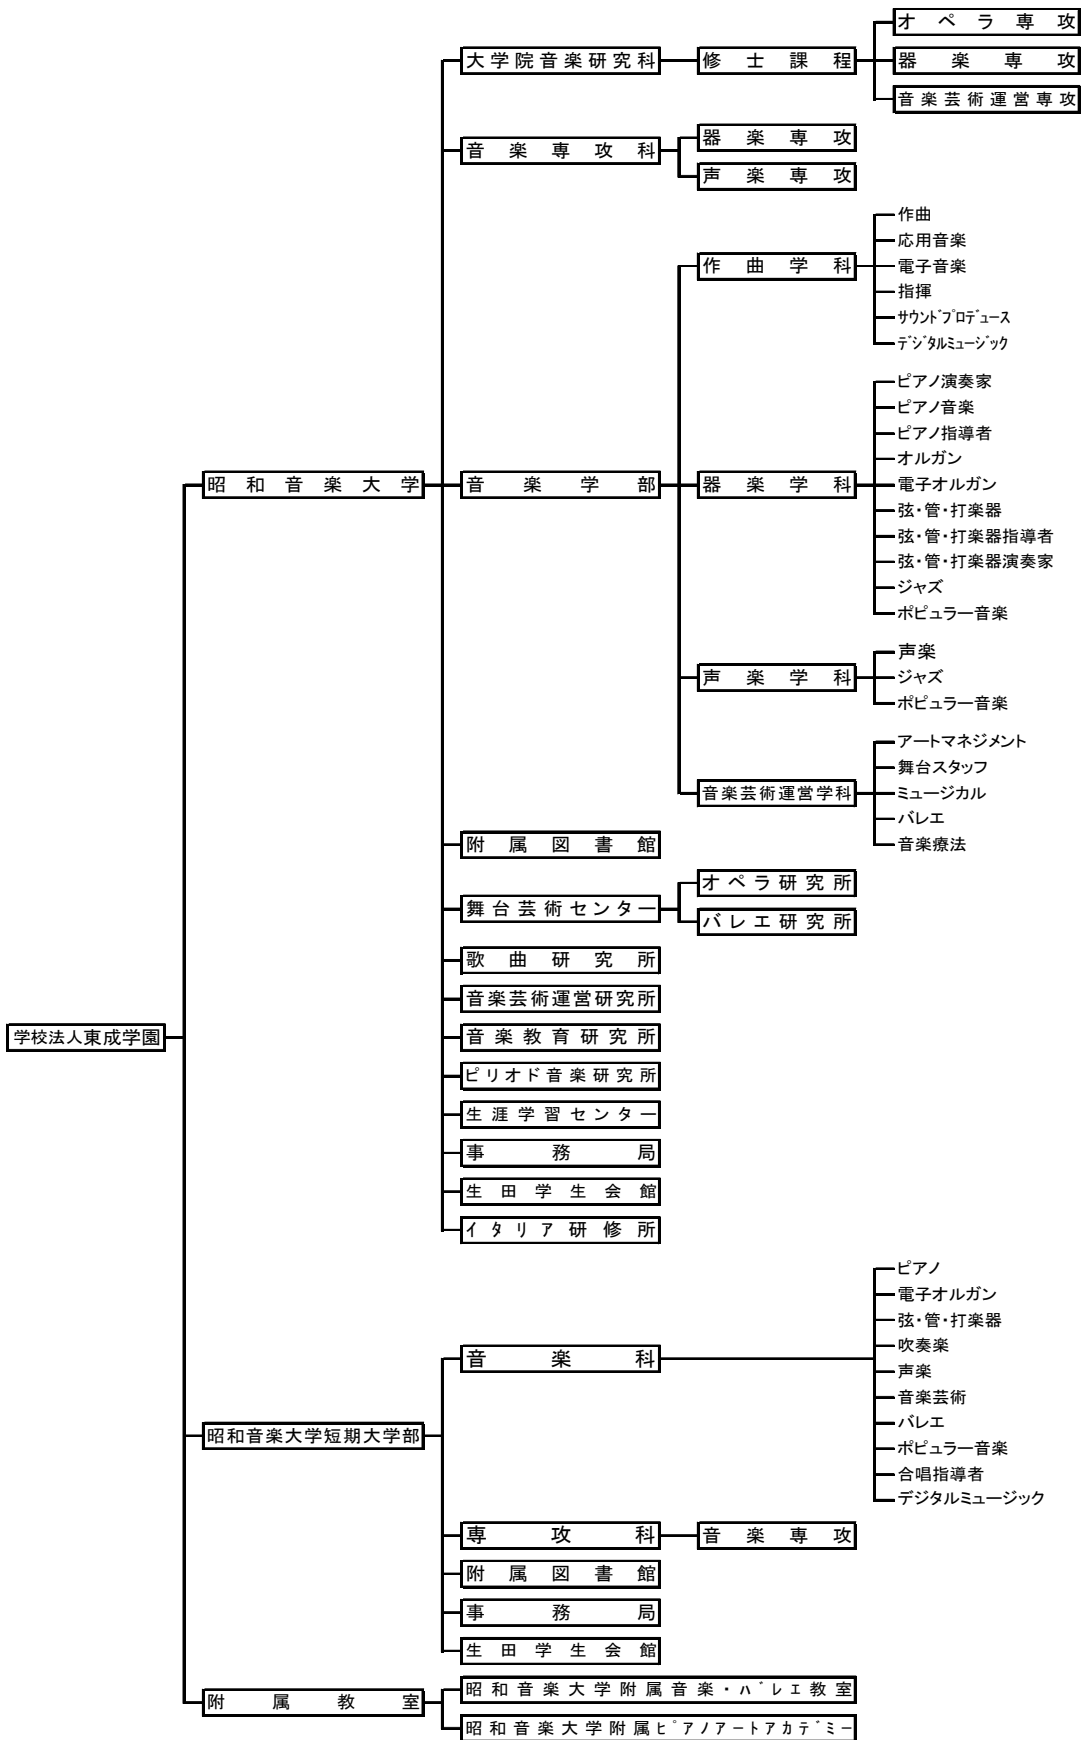 オペラ専攻
大学院音楽研究科
修士課程
器楽専攻
音楽芸術運営専攻
器楽専攻
音楽専攻科
声楽専攻
作曲
応用音楽
作曲学科
電子音楽
指揮
サウンドプロデュース
デジタルミュージック
ピアノ演奏家
ピアノ音楽
ピアノ指導者
オルガン
昭和音楽大学
音楽学部
器楽学科
電子オルガン
弦・管・打楽器
弦・管・打楽器指導者
弦・管・打楽器演奏家
ジャズ
ポピュラー音楽
声楽
声楽学科
ジャズ
ポピュラー音楽
アートマネジメント
舞台スタッフ
音楽芸術運営学科
ミュージカル
バレエ
附属図書館
音楽療法
オペラ研究所
舞台芸術センター
バレエ研究所
歌曲研究所
音楽芸術運営研究所
学校法人東成学園
音楽教育研究所
ピリオド音楽研究所
生涯学習センター
事務局
生田学生会館
イタリア研修所
ピアノ
電子オルガン
弦・管・打楽器
吹奏楽
音楽科
声楽
音楽芸術
バレエ
昭和音楽大学短期大学部
ポピュラー音楽
合唱指導者
デジタルミュージック
専攻科
音楽専攻
附属図書館
事務局
生田学生会館
昭和音楽大学附属音楽・バレエ教室
附属教室
昭和音楽大学附属ピアノアートアカデミー